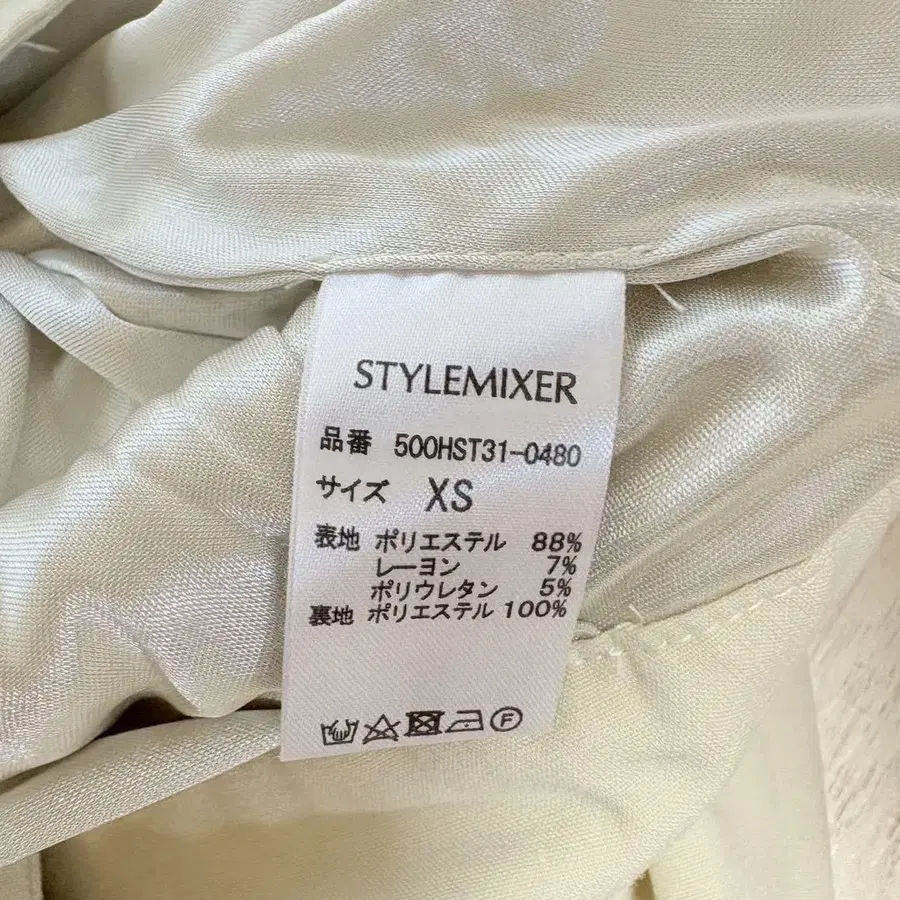 STYLEMIXER
品番 500HST31-0480
サイズ XS
表地 ポリエステル 88%
レーヨン 7%
ポリウレタン 5%
裏地 ポリエステル 100%
F